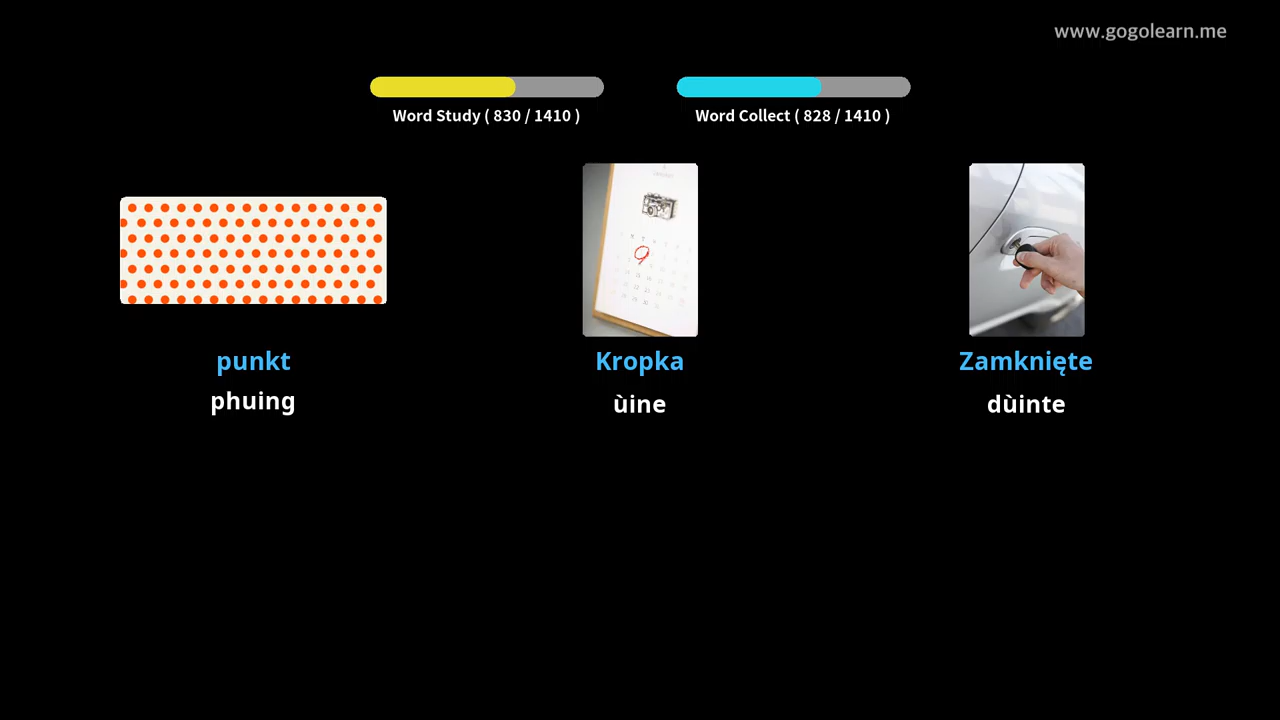 www.gogolearn.me
Word Study ( 830 / 1410 )
Word Collect ( 828 / 1410 )
punkt
Kropka
Zamknięte
phuing
ùine
dùinte